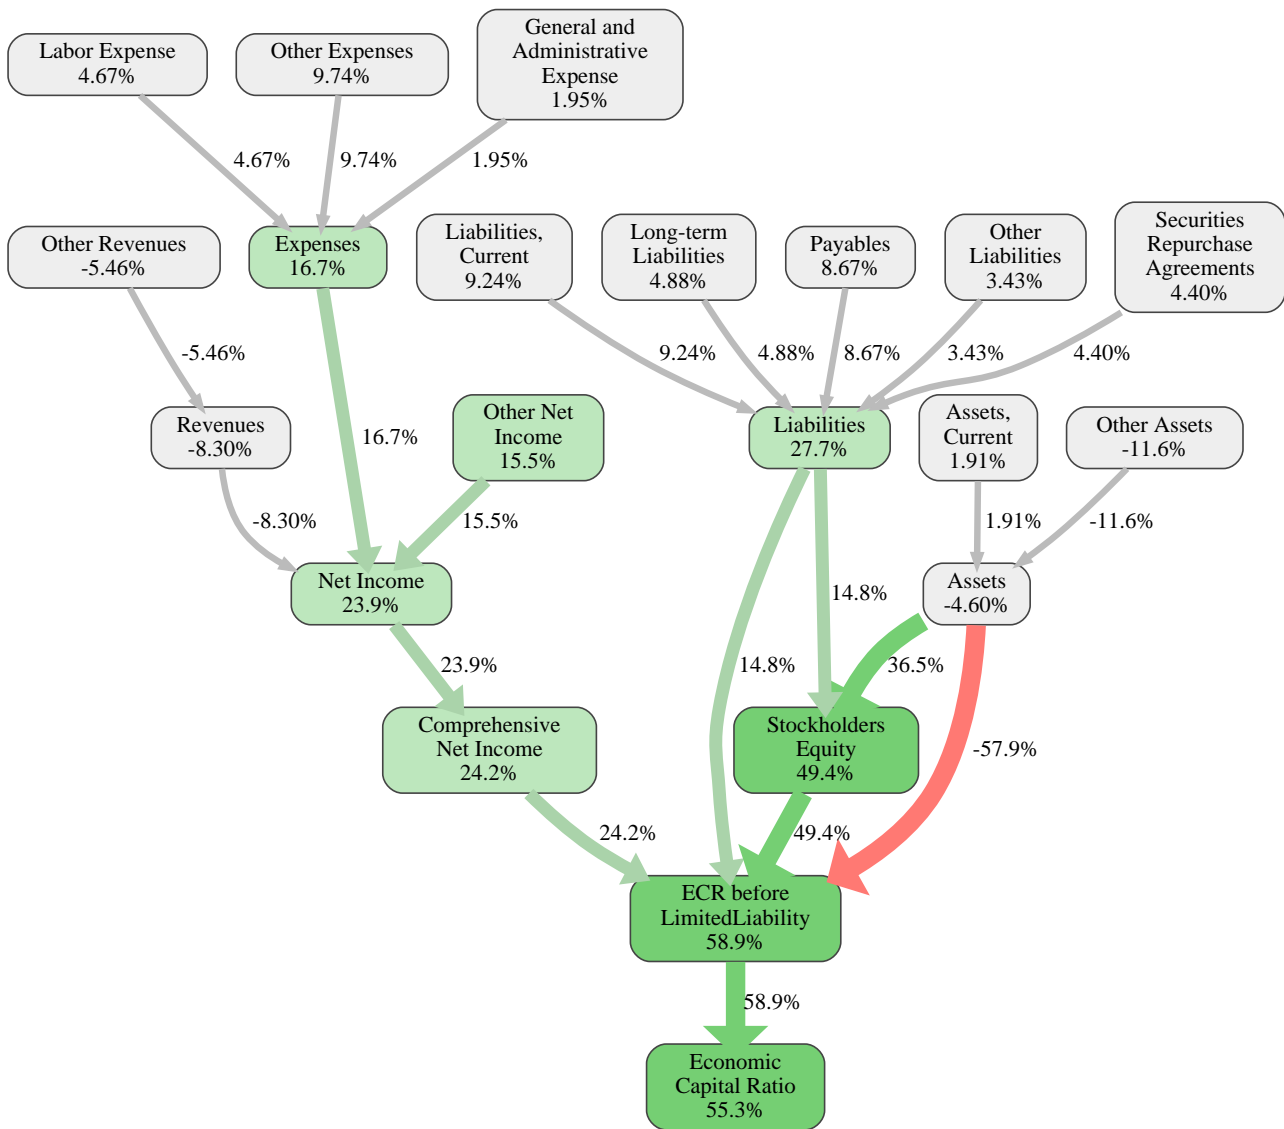 Labor Expense
4.67%
Other Expenses
9.74%
General and
Administrative
Expense
1.95%
4.67%
9.74%
1.95%
Other Revenues
-5.46%
Expenses
16.7%
Liabilities,
Current
9.24%
Long-term
Liabilities
4.88%
Payables
8.67%
Other
Liabilities
3.43%
Securities
Repurchase
Agreements
4.40%
-5.46%
9.24%
4.88%
8.67%
3.43%
4.40%
Revenues
-8.30%
16.7%
Other Net
Income
15.5%
Liabilities
27.7%
Assets,
Current
1.91%
Other Assets
-11.6%
-8.30%
15.5%
1.91%
-11.6%
Net Income
23.9%
14.8%
Assets
-4.60%
23.9%
14.8%
36.5%
Comprehensive
Net Income
24.2%
Stockholders
Equity
49.4%
-57.9%
24.2%
49.4%
ECR before
LimitedLiability
58.9%
58.9%
Economic
Capital Ratio
55.3%